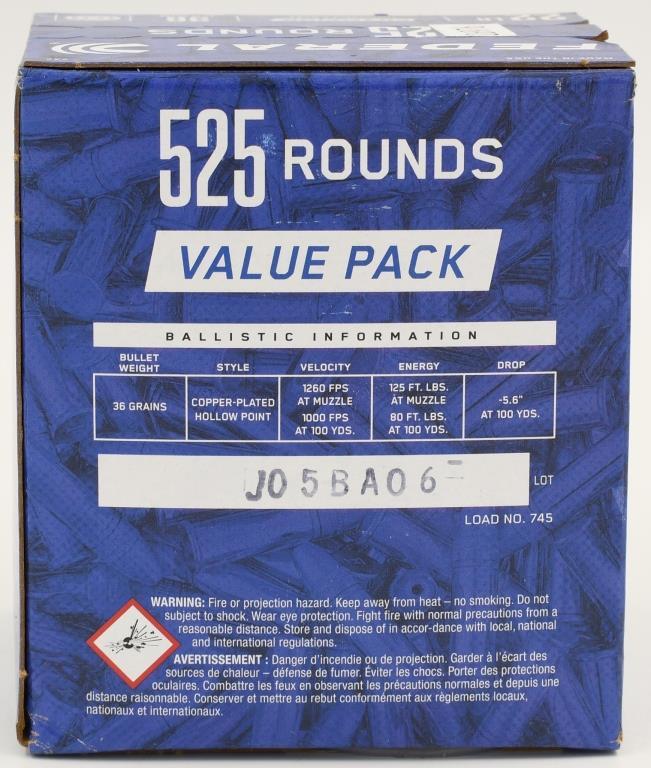 FEDERAL
525 ROUNDS
VALUE PACK
BALLISTIC INFORMATION
BULLET WEIGHT STYLE VELOCITY ENERGY DROP
36 GRAINS COPPER-PLATED HOLLOW POINT 1260 FPS AT MUZZLE 1000 FPS AT 100 YDS. 125 FT. LBS. AT MUZZLE 80 FT. LBS. AT 100 YDS. -5.6" AT 100 YDS.
J05BA06 LOT
LOAD NO. 745
WARNING: Fire or projection hazard. Keep away from heat – no smoking. Do not
subject to shock. Wear eye protection. Fight fire with normal precautions from a
reasonable distance. Store and dispose of in accor-dance with local, national
and international regulations.
AVERTISSEMENT : Danger d'incendie ou de projection. Garder à l'écart des
sources de chaleur – défense de fumer. Éviter les chocs. Porter des protections
oculaires. Combattre les feux en observant les précautions normales et depuis une
distance raisonnable. Conserver et mettre au rebut conformément aux règlements locaux,
nationaux et internationaux.